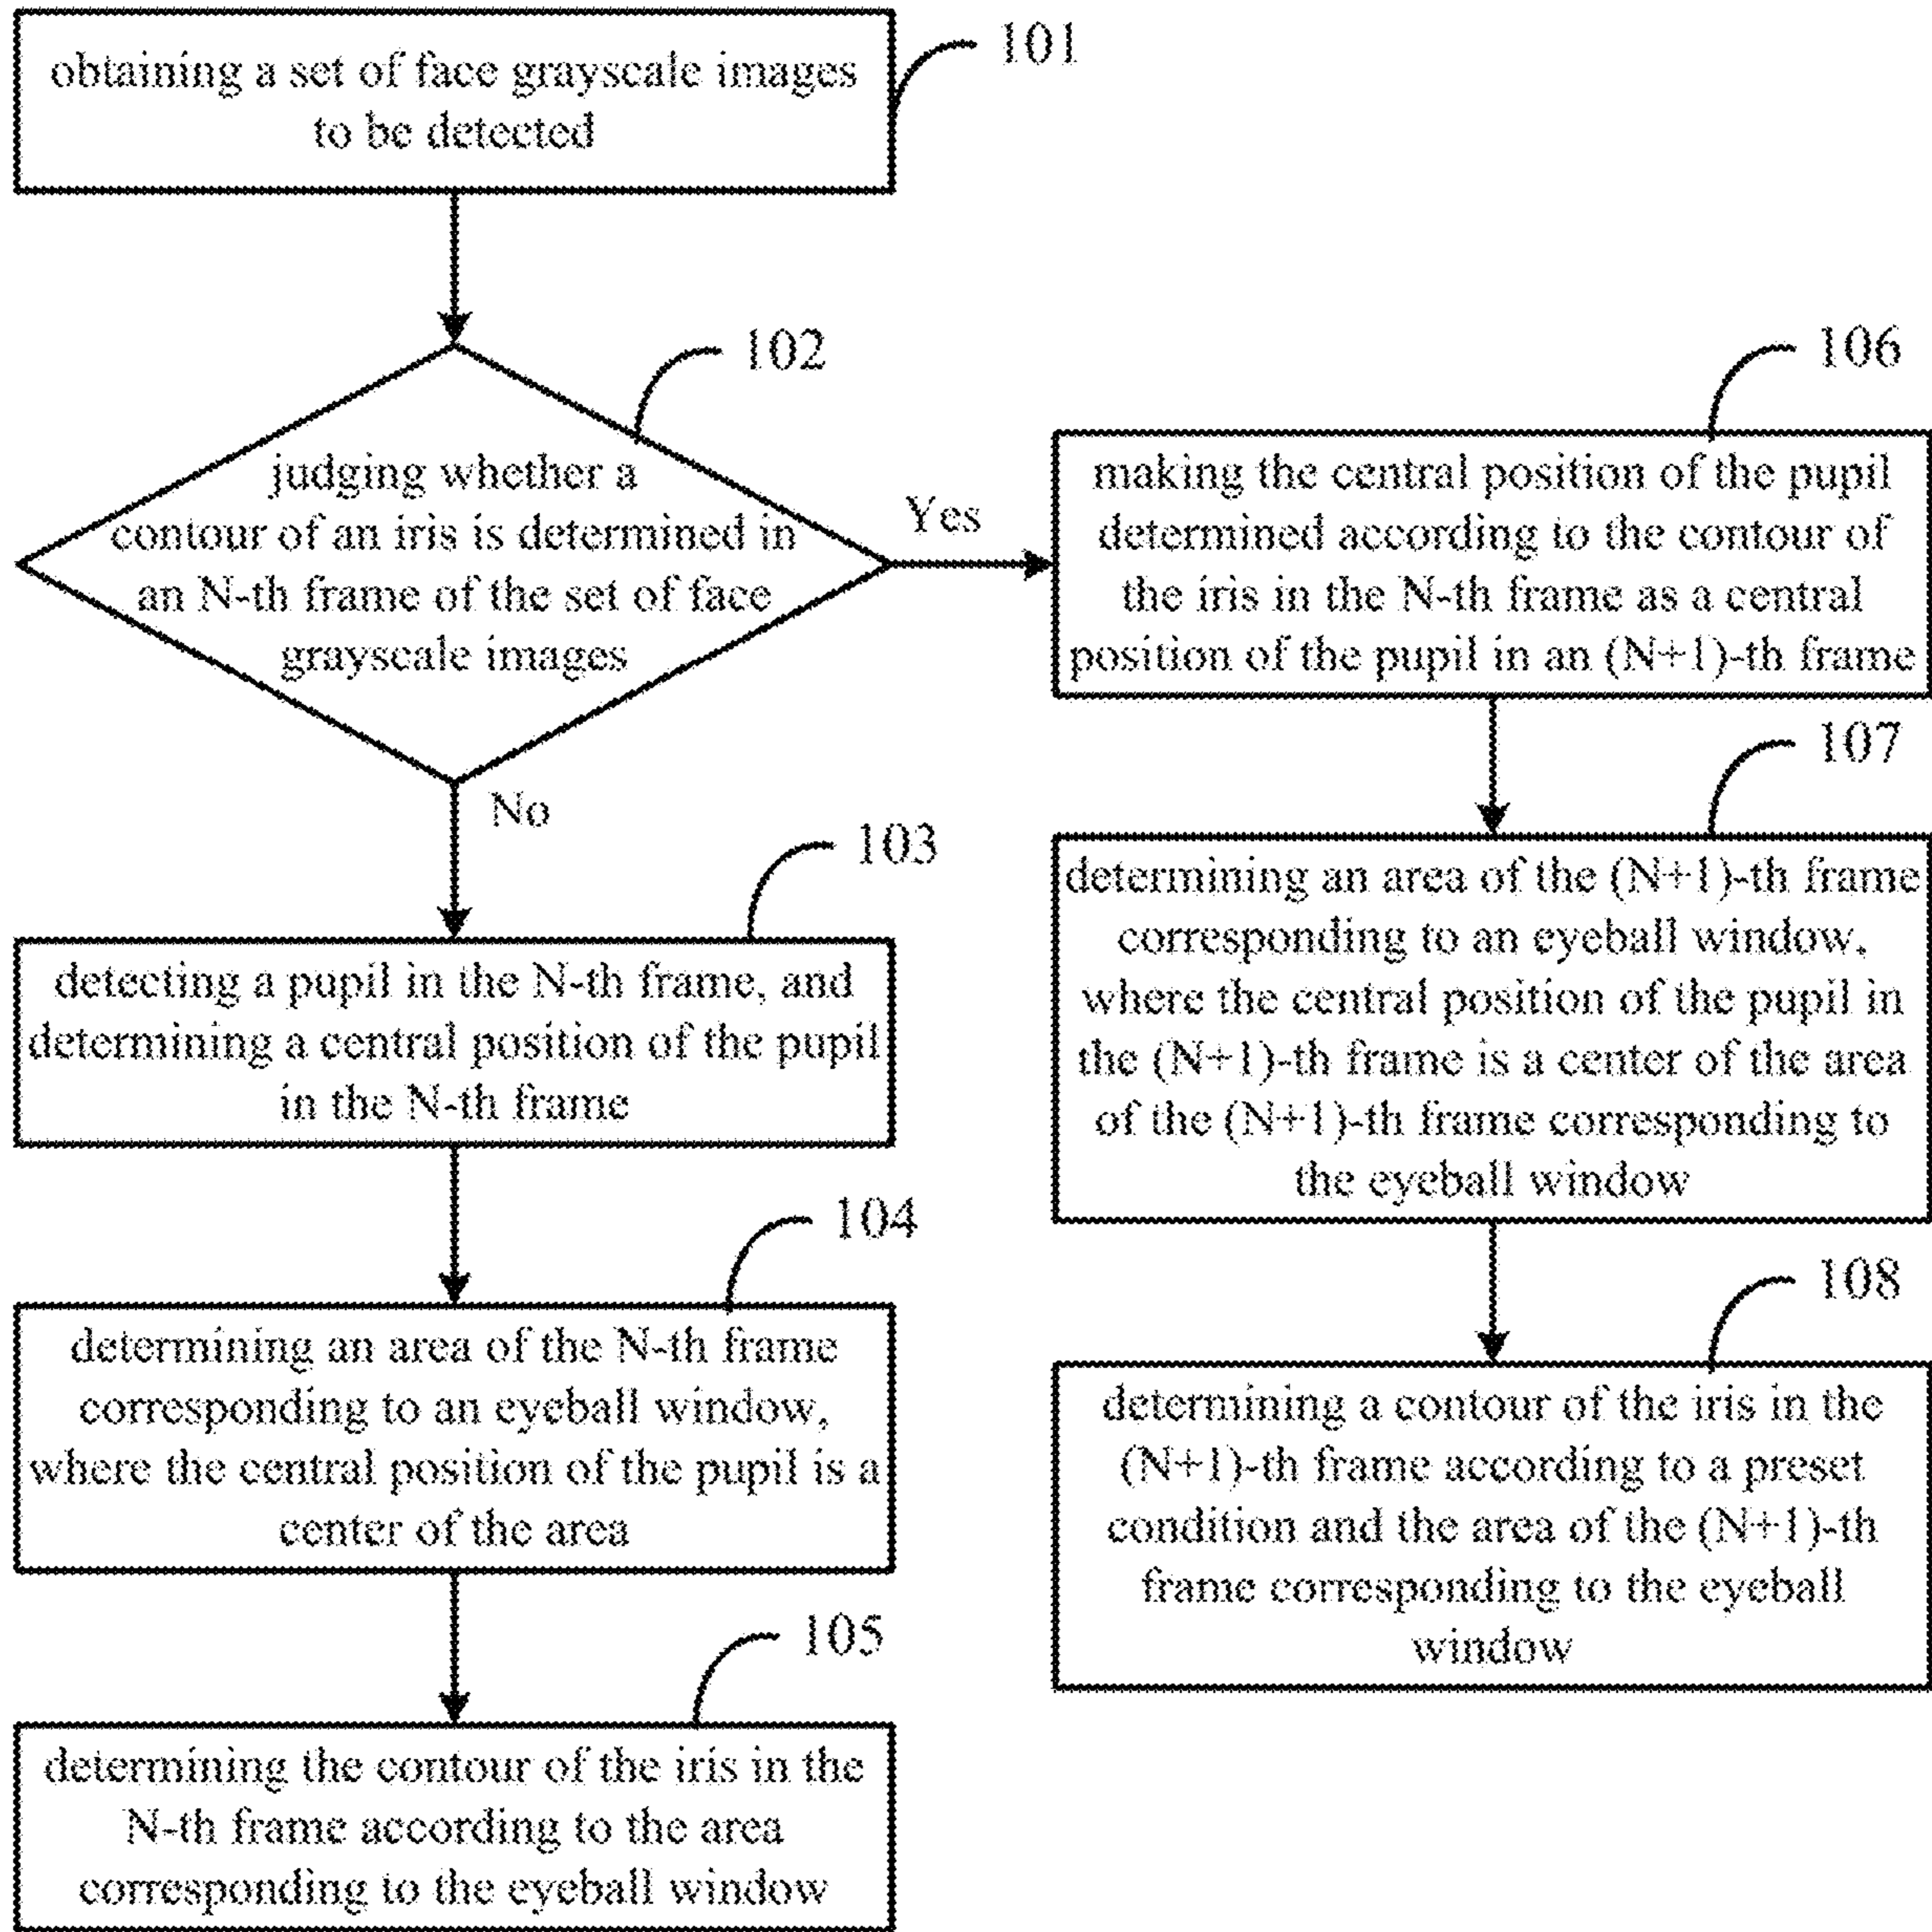 obtaining a set of face grayscale images
to be detected
101
102
judging whether a
contour of an iris is determined in
an N-th frame of the set of face
grayscale images
Yes
No
103
detecting a pupil in the N-th frame, and
determining a central position of the pupil
in the N-th frame
104
determining an area of the N-th frame
corresponding to an eyeball window,
where the central position of the pupil is a
center of the area
105
determining the contour of the iris in the
N-th frame according to the area
corresponding to the eyeball window
106
making the central position of the pupil
determined according to the contour of
the iris in the N-th frame as a central
position of the pupil in an (N+1)-th frame
107
determining an area of the (N+1)-th frame
corresponding to an eyeball window,
where the central position of the pupil in
the (N+1)-th frame is a center of the area
of the (N+1)-th frame corresponding to
the eyeball window
108
determining a contour of the iris in the
(N+1)-th frame according to a preset
condition and the area of the (N+1)-th
frame corresponding to the eyeball
window